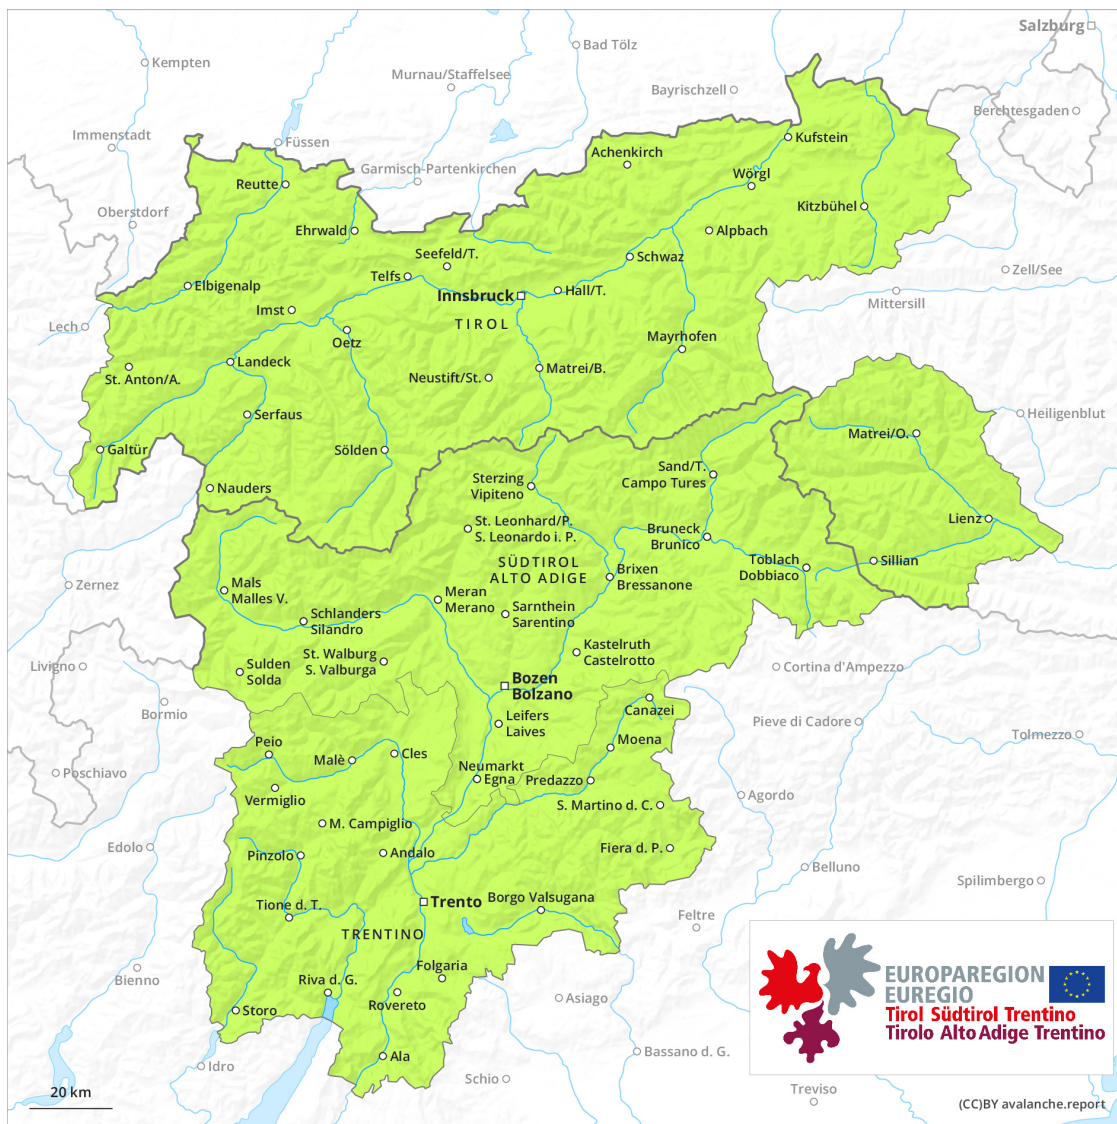 Salzburg
Kempten
Bad Tölz
Murnau/Staffelsee
Bayrischzell
Berchtesgaden
Immenstadt
Füssen
Kufstein
Achenkirch
Garmisch-Partenkirchen
Wörgl
Reutte
Oberstdorf
Kitzbühel
Ehrwald
Alpbach
Seefeld/T.
Schwaz
Zell/See
Telfs
Elbigenalp
Innsbruck
Hall/T.
Mittersill
Imst
TIROL
Lech
Oetz
Mayrhofen
Landeck
Matrei/B.
St. Anton/A.
Neustift/St.
Serfaus
Heiligenblut
Matrei/O.
Galtür
Sölden
Sand/T.
Campo Tures
Sterzing
Vipiteno
Nauders
Lienz
St. Leonhard/P.
S. Leonardo i. P.
Bruneck
Brunico
SÜDTIROL
ALTO ADIGE
Toblach
Dobbiaco
Sillian
Brixen
Bressanone
Zernez
Mals
Malles V.
Meran
Merano
Sarnthein
Sarentino
Schlanders
Silandro
Kastelruth
Castelrotto
St. Walburg
S. Valburga
Livigno
Sulden
Solda
Cortina d'Ampezzo
Bozen
Bolzano
Bormio
Canazei
Leifers
Laives
Pieve di Cadore
Tolmezzo
Peio
Moena
Cles
Malè
Poschiavo
Neumarkt
Egna
Predazzo
Vermiglio
Agordo
S. Martino d. C.
M. Campiglio
Edolo
Pinzolo
Andalo
Fiera d. P.
Belluno
Spilimbergo
Trento
Borgo Valsugana
Tione d. T.
Feltre
TRENTINO
Folgaria
Bienno
Riva d. G.
Rovereto
Asiago
Storo
Ala
Bassano d. G.
Idro
Schio
Treviso
EUROPAREGION
EUREGIO
Tirol Südtirol Trentino
Tirolo Alto Adige Trentino
20 km
(CC)BY avalanche.report